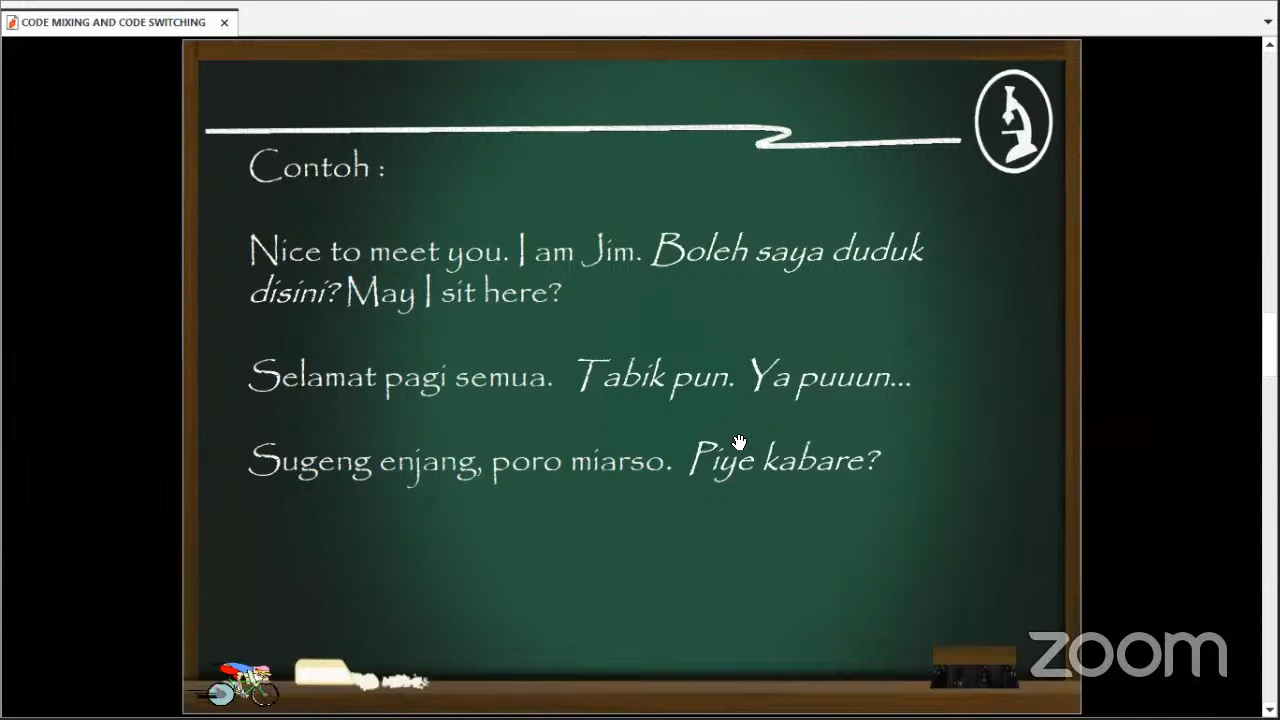 CODE MIXING AND CODE SWITCHING
Contoh :
Nice to meet you. I am Jim. Boleh saya duduk
disini? May I sit here?
Selamat pagi semua. Tabik pun. Ya puuun...
Sugeng enjang, poro miarso. Piye kabare?
zoom